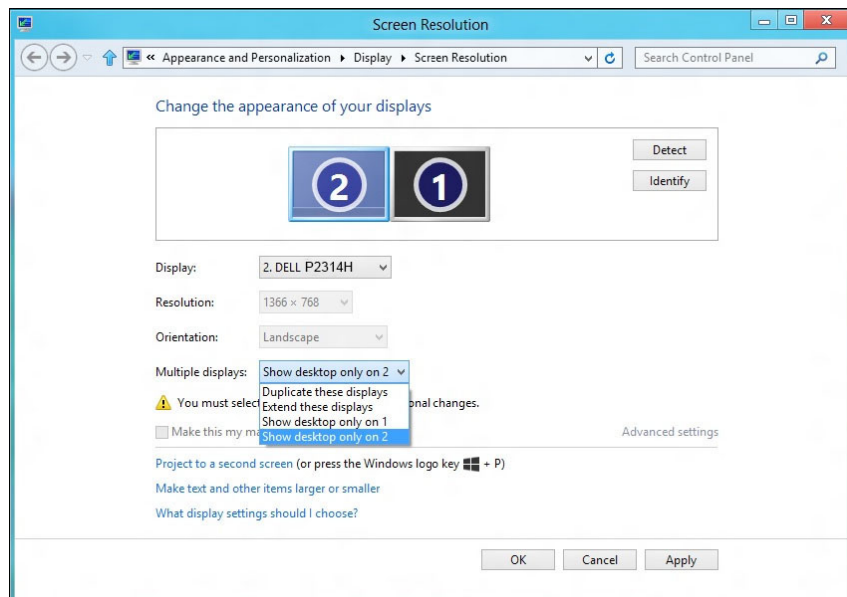 Screen Resolution
« Appearance and Personalization Display Screen Resolution
Search Control Panel
Change the appearance of your displays
2
1
Detect
Identify
Display: 2. DELL P2314H
Resolution: 1366 × 768
Orientation: Landscape
Multiple displays: Show desktop only on 2
Duplicate these displays
Extend these displays
Show desktop only on 1
Show desktop only on 2
You must select onal changes.
Make this my ma
Advanced settings
Project to a second screen (or press the Windows logo key + P)
Make text and other items larger or smaller
What display settings should I choose?
OK Cancel Apply